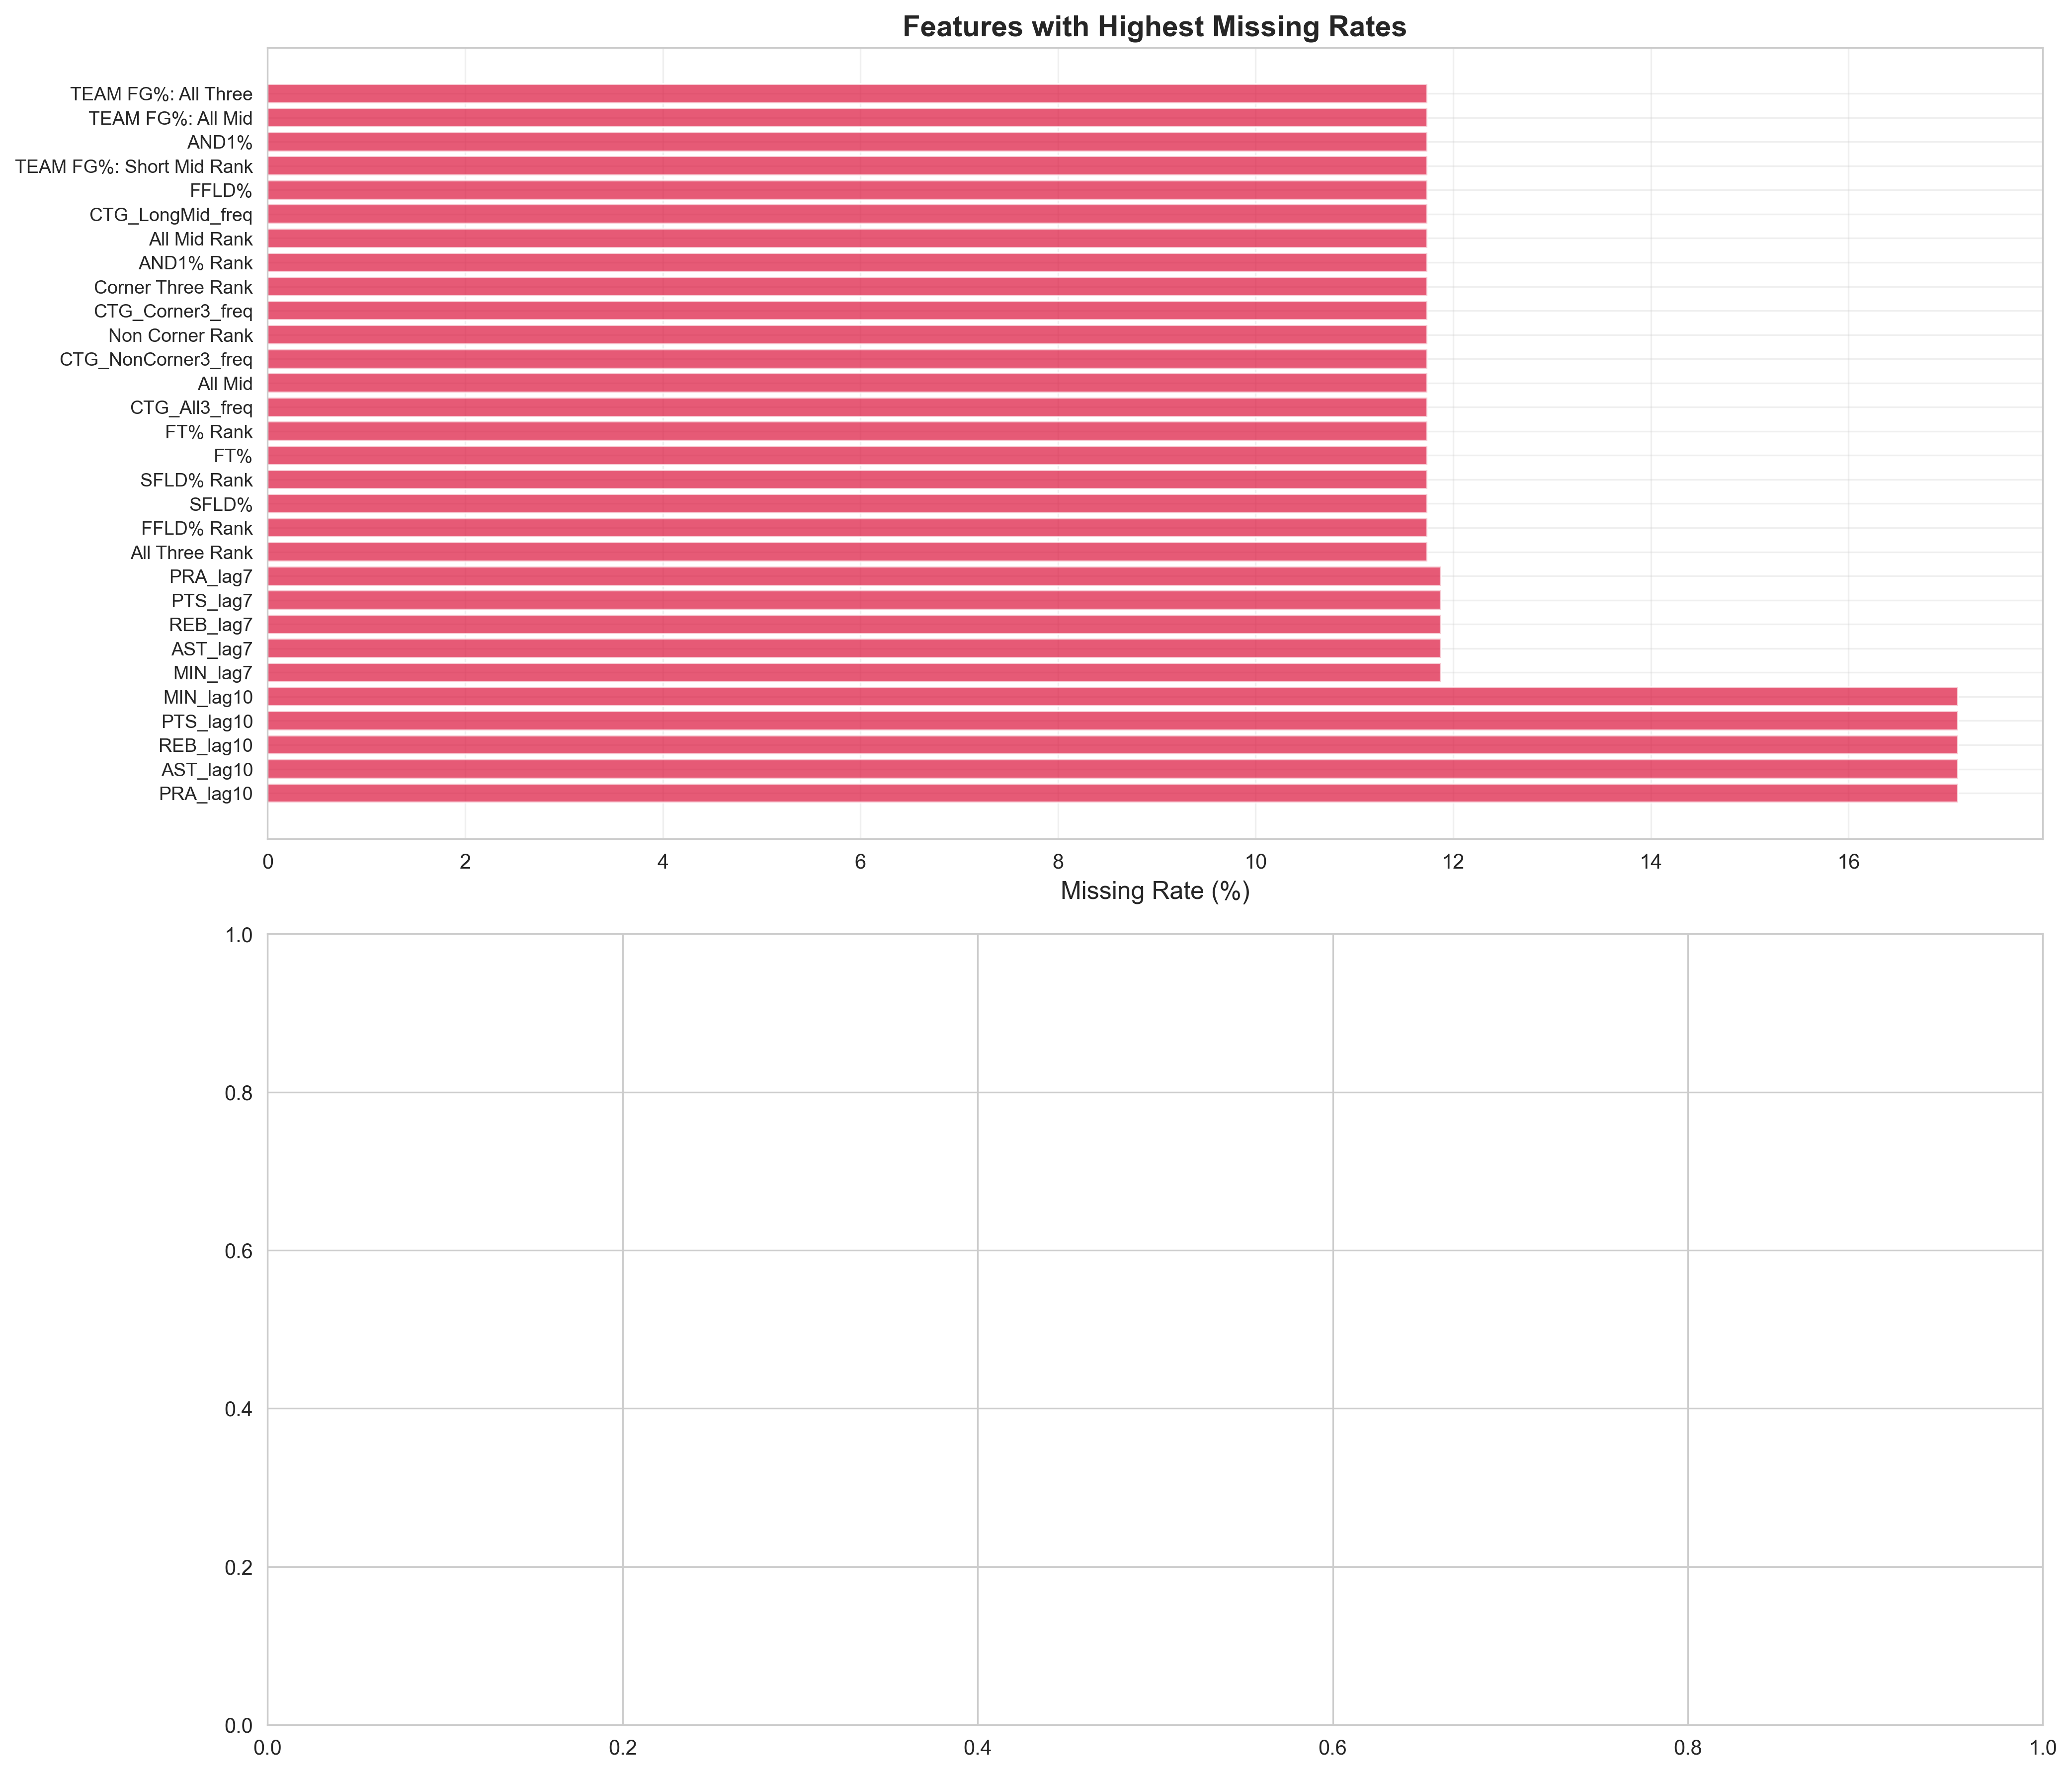 Features with Highest Missing Rates
TEAM FG%: All Three
TEAM FG%: All Mid
AND1%
TEAM FG%: Short Mid Rank
FFLD%
CTG_LongMid_freq
All Mid Rank
AND1% Rank
Corner Three Rank
CTG_Corner3_freq
Non Corner Rank
CTG_NonCorner3_freq
All Mid
CTG_All3_freq
FT% Rank
FT%
SFLD% Rank
SFLD%
FFLD% Rank
All Three Rank
PRA_lag7
PTS_lag7
REB_lag7
AST_lag7
MIN_lag7
MIN_lag10
PTS_lag10
REB_lag10
AST_lag10
PRA_lag10
0 2 4 6 8 10 12 14 16
Missing Rate (%)
1.0
0.8
0.6
0.4
0.2
0.0
0.0 0.2 0.4 0.6 0.8 1.0